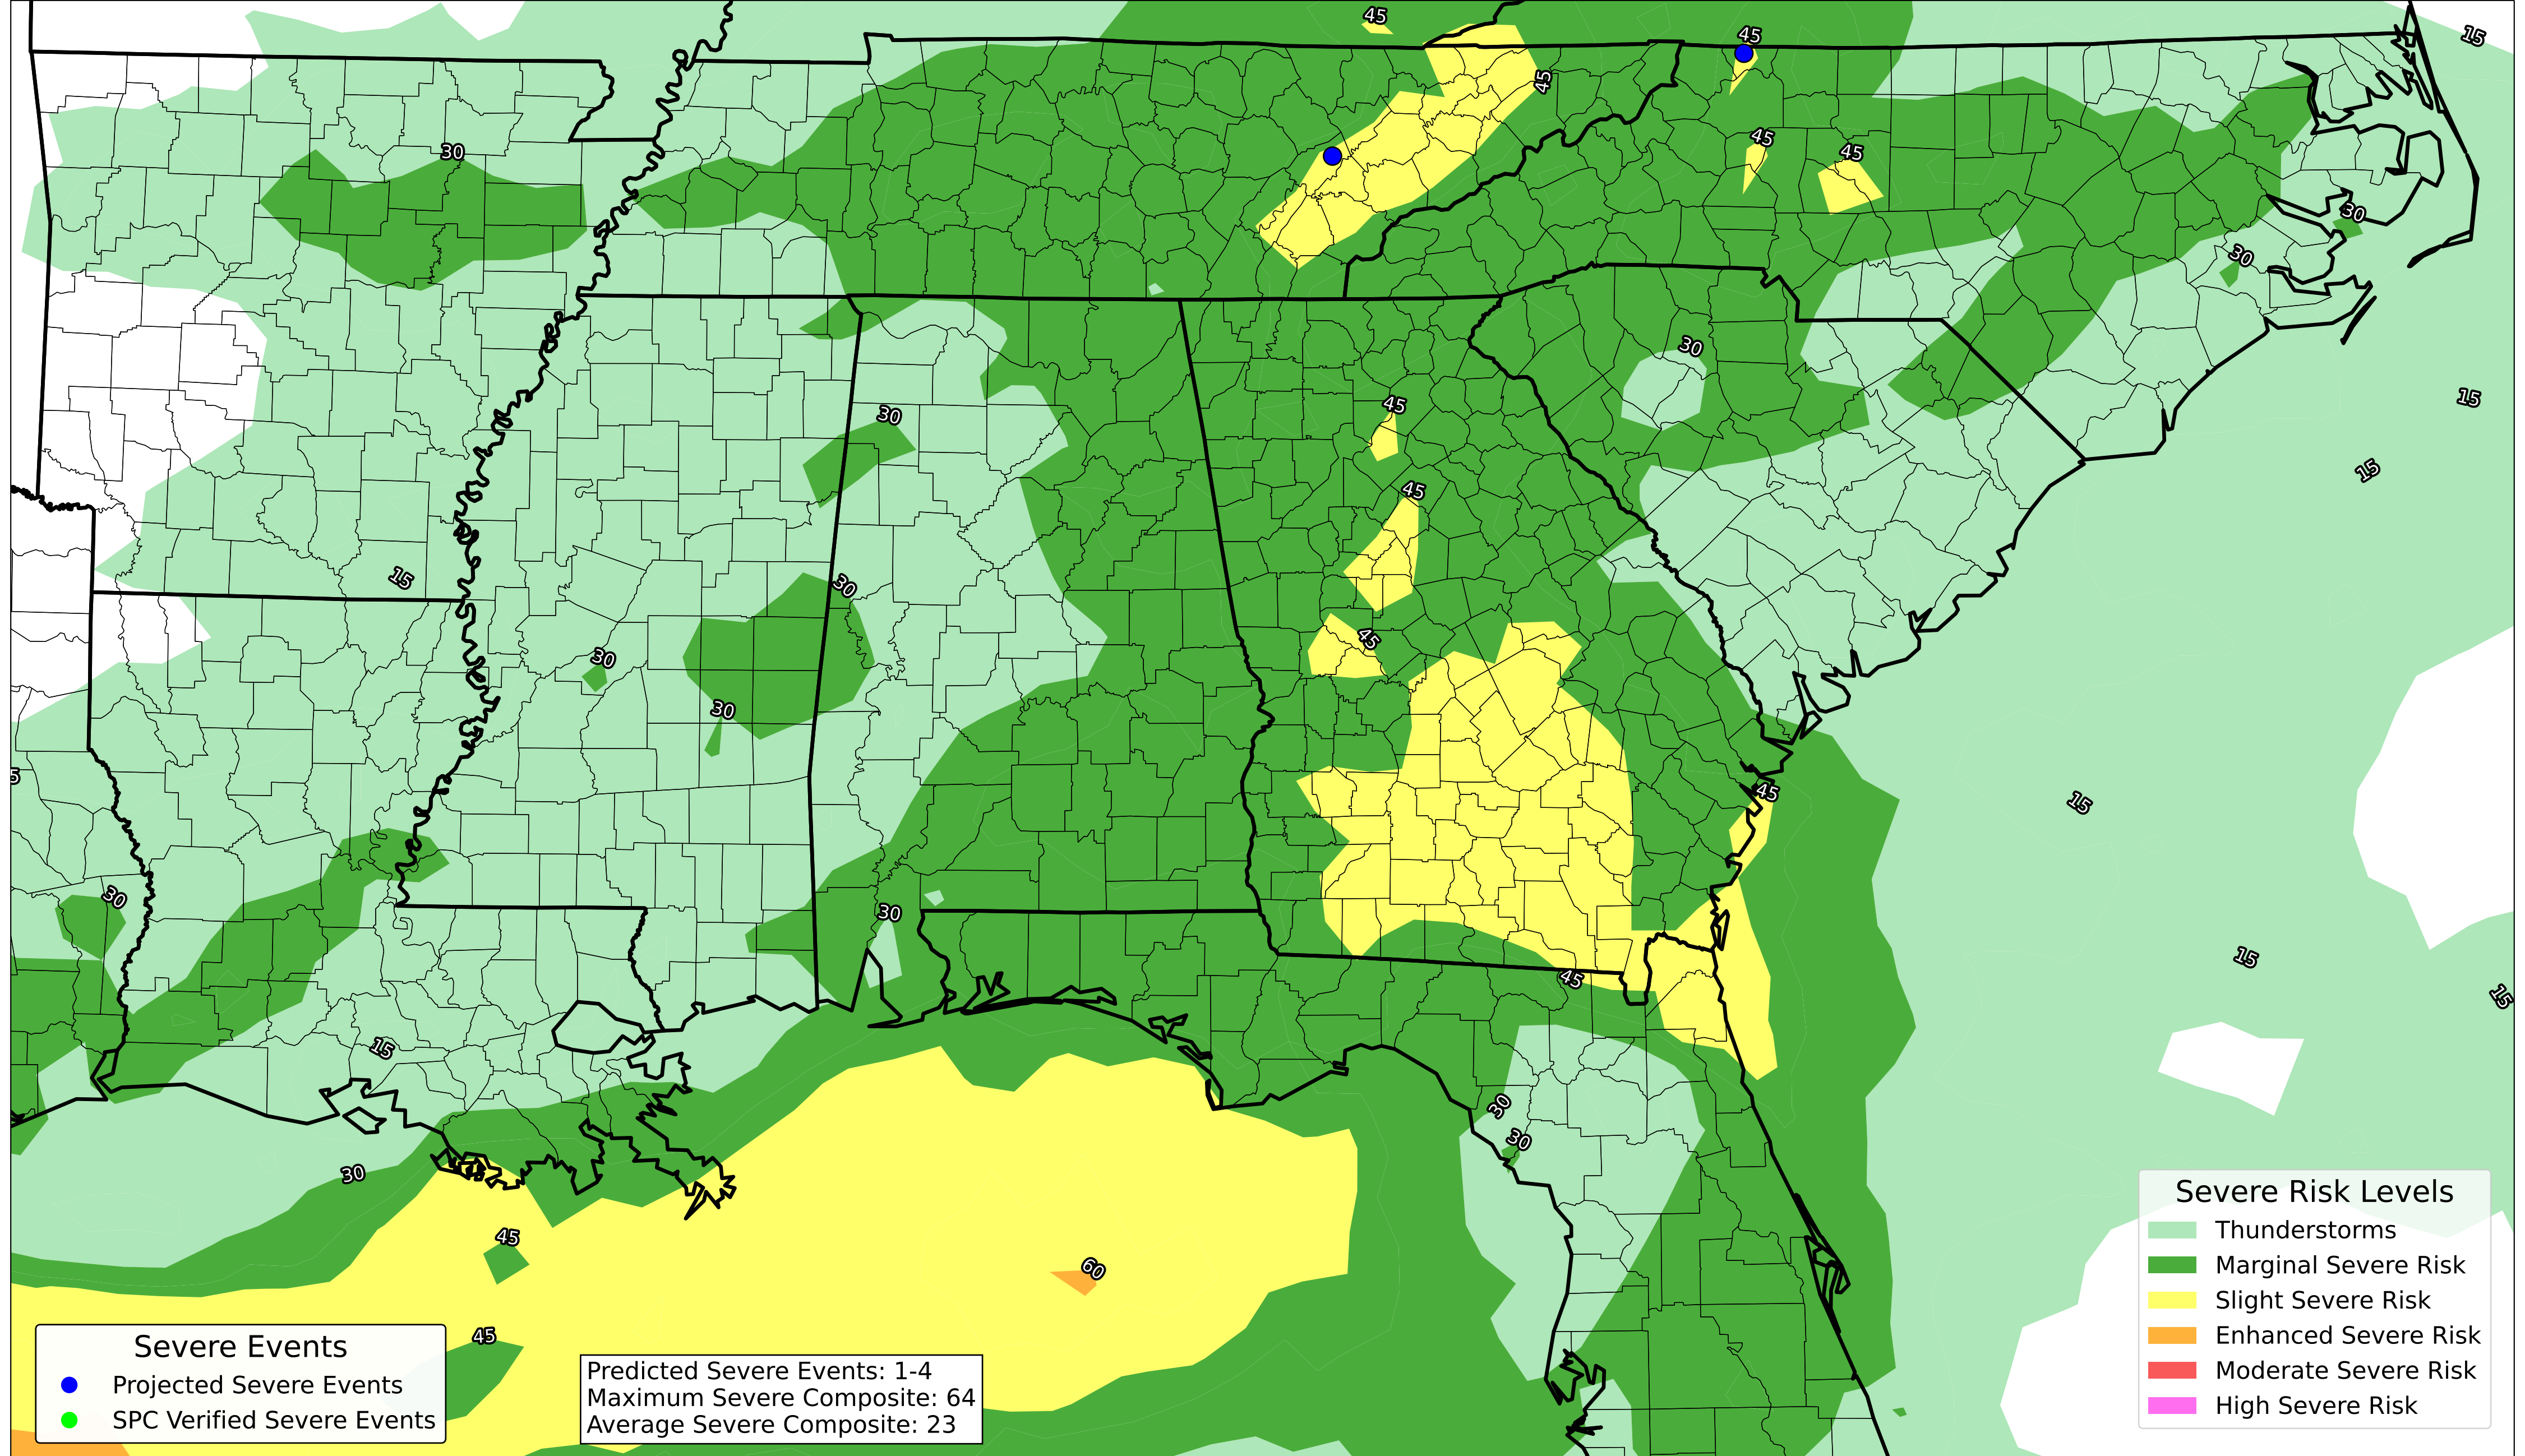 45
45
15
45
30
45
45
30
30
30
45
15
30
45
15
15
30
30
45
30
30
5
45
15
30
30
15
45
15
15
30
30
30
45
60
45
Severe Events
Projected Severe Events
SPC Verified Severe Events
Predicted Severe Events: 1-4
Maximum Severe Composite: 64
Average Severe Composite: 23
Severe Risk Levels
Thunderstorms
Marginal Severe Risk
Slight Severe Risk
Enhanced Severe Risk
Moderate Severe Risk
High Severe Risk